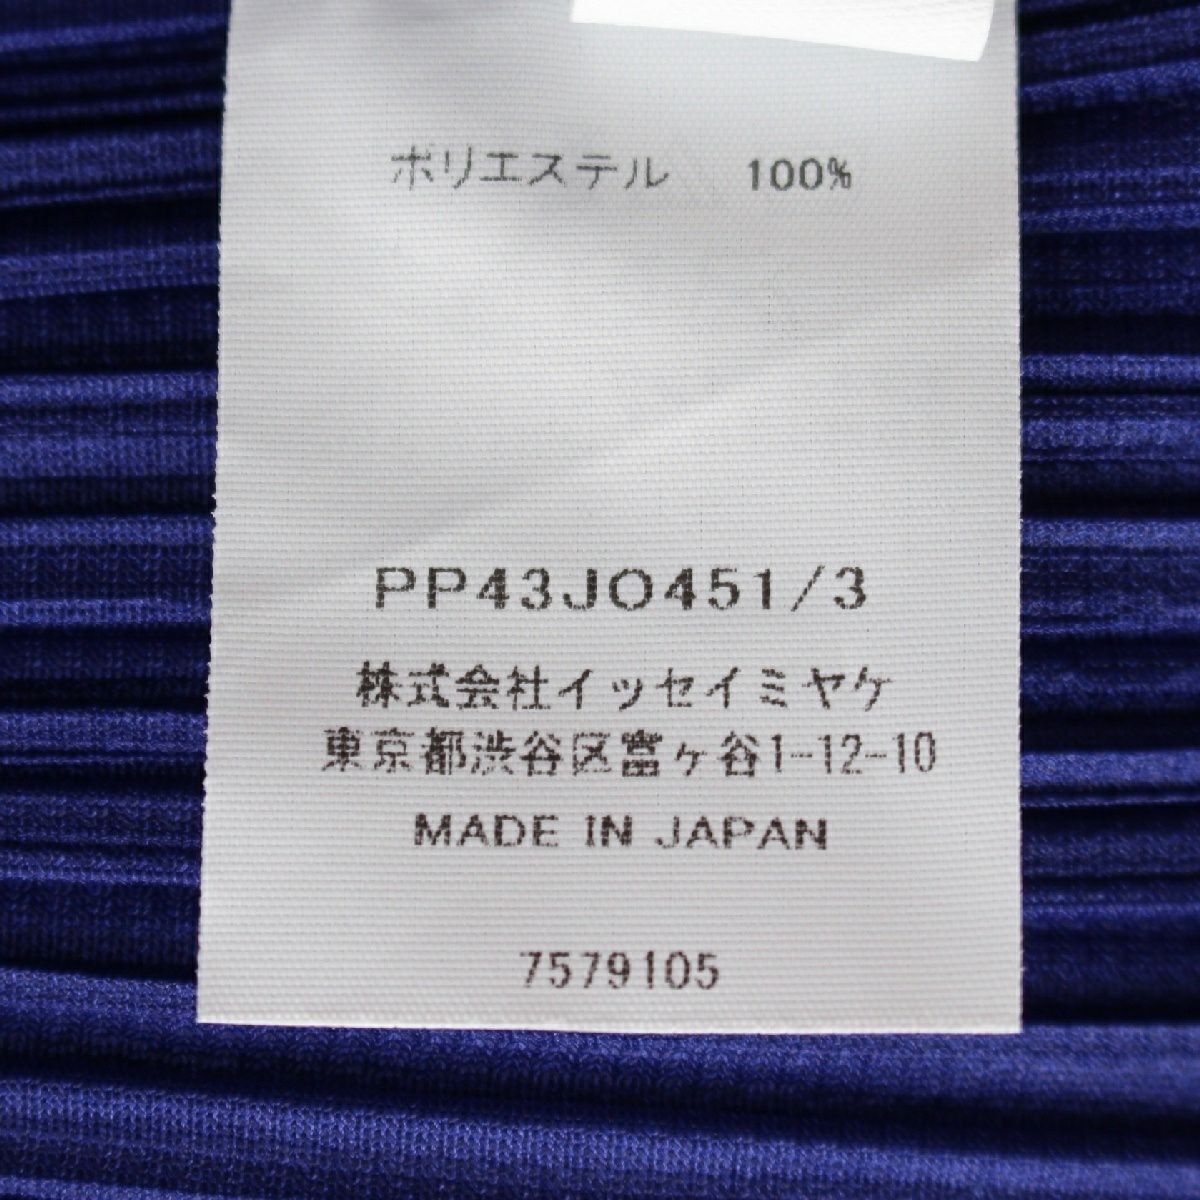 ポリエステル 100%
PP43JO451/3
株式会社イッセイミヤケ
東京都渋谷区富ヶ谷1-12-10
MADE IN JAPAN
7579105